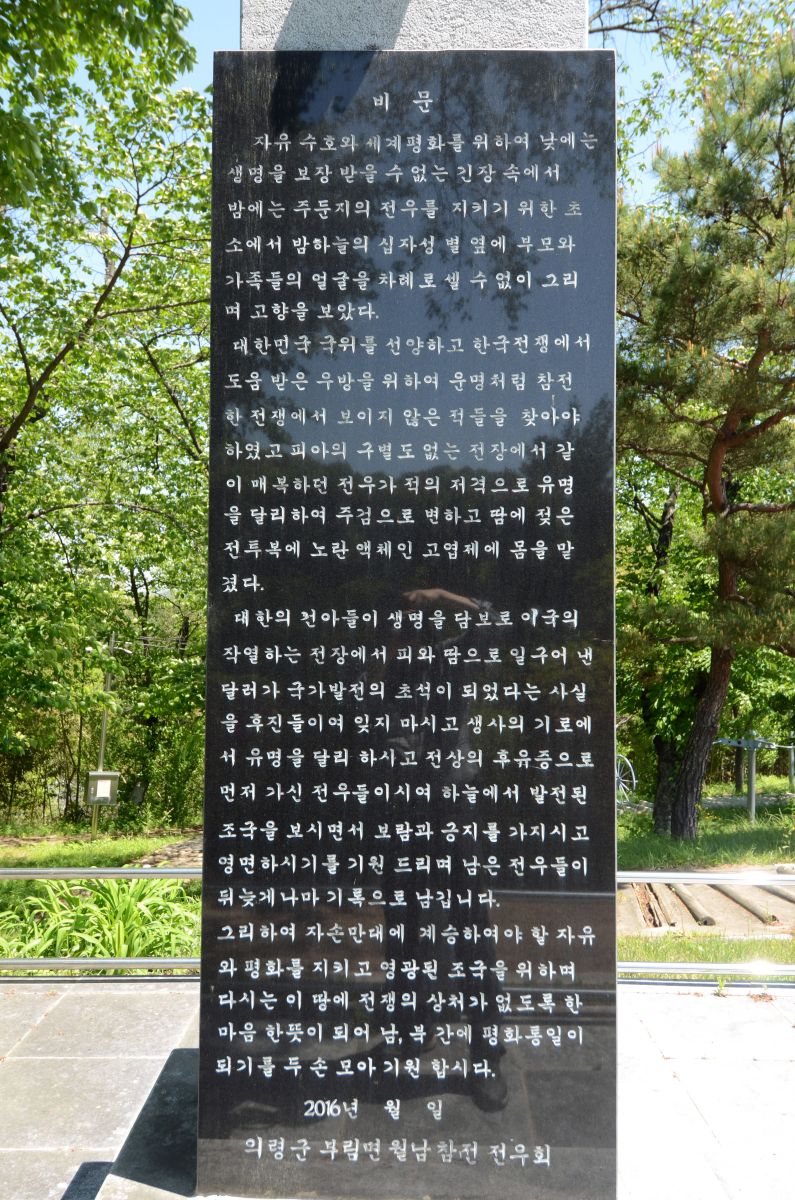 비 문
자유 수호와 세계평화를 위하여 낮에는
생명을 보장 받을 수 없는 긴장 속에서
밤에는 주둔지의 전우를 지키기 위한 초
소에서 밤하늘의 십자성 별 옆에 부모와
가족들의 얼굴을 차례로 셀 수 없이 그리
며 고향을 보았다.
대한민국 국위를 선양하고 한국전쟁에서
도움 받은 우방을 위하여 운명처럼 참전
한 전쟁에서 보이지 않은 적들을 찾아야
하였고 피아의 구별도 없는 전장에서 같
이 매복하던 전우가 적의 저격으로 유명
을 달리하여 주검으로 변하고 땀에 젖은
전투복에 노란 액체인 고엽제에 몸을 맡
겼다.
대한의 건아들이 생명을 담보로 이국의
작열하는 전장에서 피와 땀으로 일구어 낸
달러가 국가발전의 초석이 되었다는 사실
을 후진들이여 잊지 마시고 생사의 기로에
서 유명을 달리 하시고 전상의 후유증으로
먼저 가신 전우들이시여 하늘에서 발전된
조국을 보시면서 보람과 긍지를 가지시고
영면하시기를 기원 드리며 남은 전우들이
뒤늦게나마 기록으로 남깁니다.
그리하여 자손만대에 계승하여야 할 자유
와 평화를 지키고 영광된 조국을 위하며
다시는 이 땅에 전쟁의 상처가 없도록 한
마음 한뜻이 되어 남, 북 간에 평화통일이
되기를 두 손 모아 기원 합시다.
2016년 월 일
의령군 부림면 월남 참전 전우회